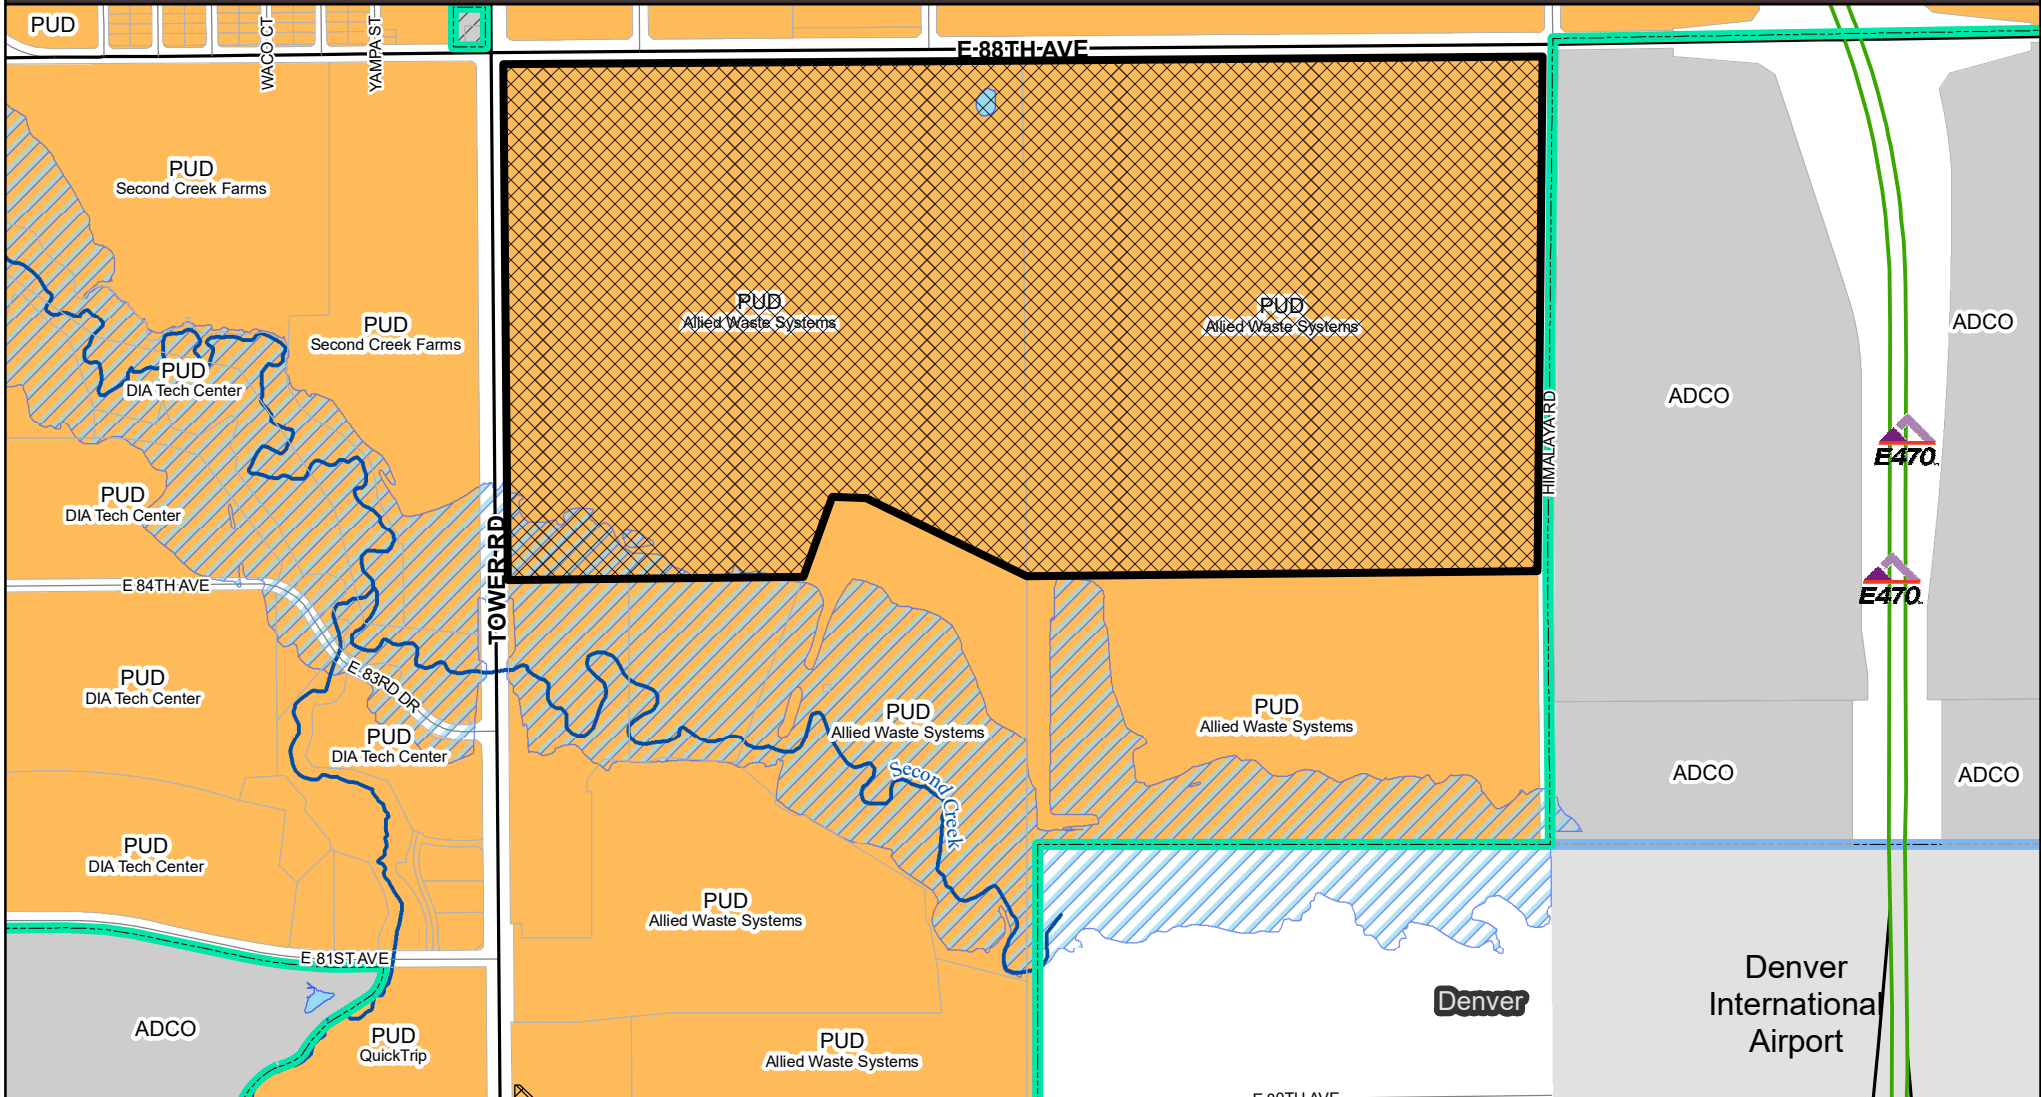 PUD
WACO CT
YAMPA ST
E 88TH AVE
PUD
Second Creek Farms
PUD
Allied Waste Systems
PUD
Allied Waste Systems
PUD
Second Creek Farms
ADCO
PUD
DIA Tech Center
ADCO
HIMALAYA RD
E470
PUD
DIA Tech Center
TOWER RD
E 84TH AVE
E470
E 83RD DR
PUD
DIA Tech Center
PUD
Allied Waste Systems
PUD
Allied Waste Systems
PUD
DIA Tech Center
Second Creek
ADCO
ADCO
PUD
DIA Tech Center
PUD
Allied Waste Systems
E 81ST AVE
Denver
International
Airport
Denver
ADCO
PUD
QuickTrip
PUD
Allied Waste Systems
E 80TH AVE